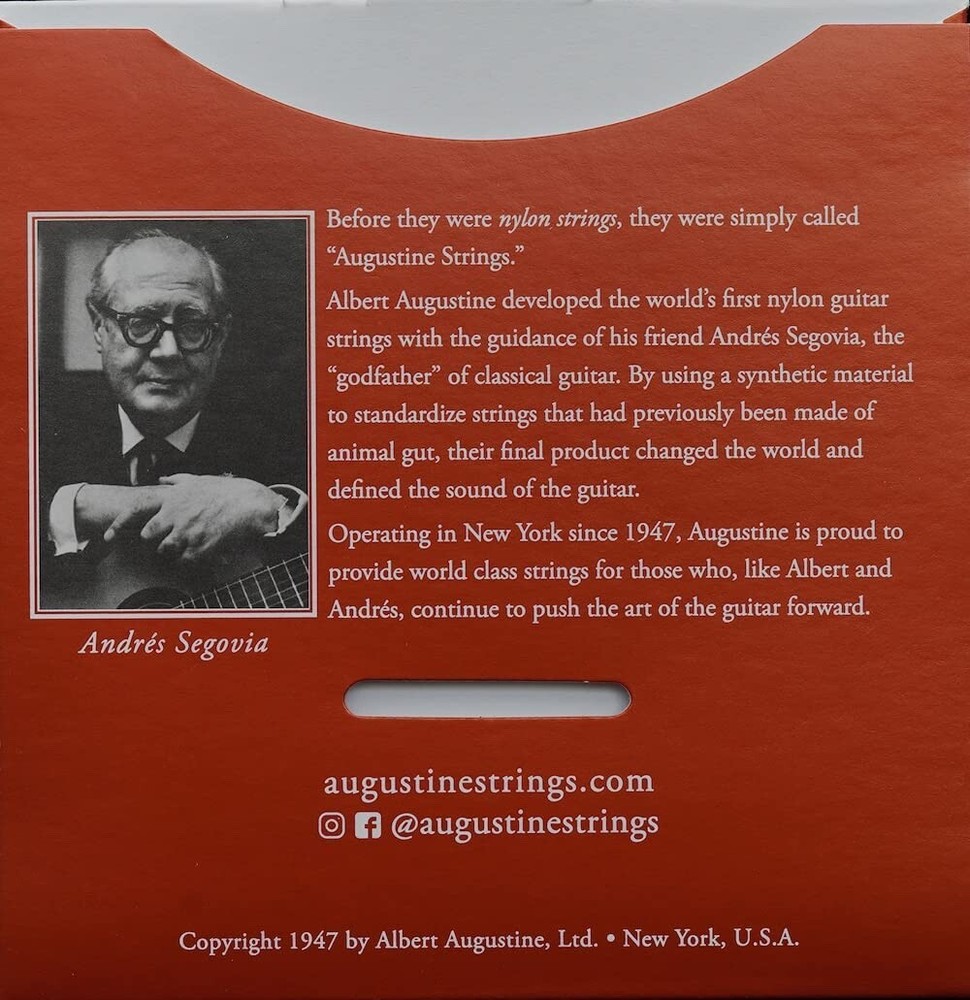 Before they were nylon strings, they were simply called
“Augustine Strings.”
Albert Augustine developed the world’s first nylon guitar
strings with the guidance of his friend Andrés Segovia, the
“godfather” of classical guitar. By using a synthetic material
to standardize strings that had previously been made of
animal gut, their final product changed the world and
defined the sound of the guitar.
Operating in New York since 1947, Augustine is proud to
provide world class strings for those who, like Albert and
Andrés, continue to push the art of the guitar forward.
Andrés Segovia
augustinestrings.com
@augustinestrings
Copyright 1947 by Albert Augustine, Ltd. • New York, U.S.A.